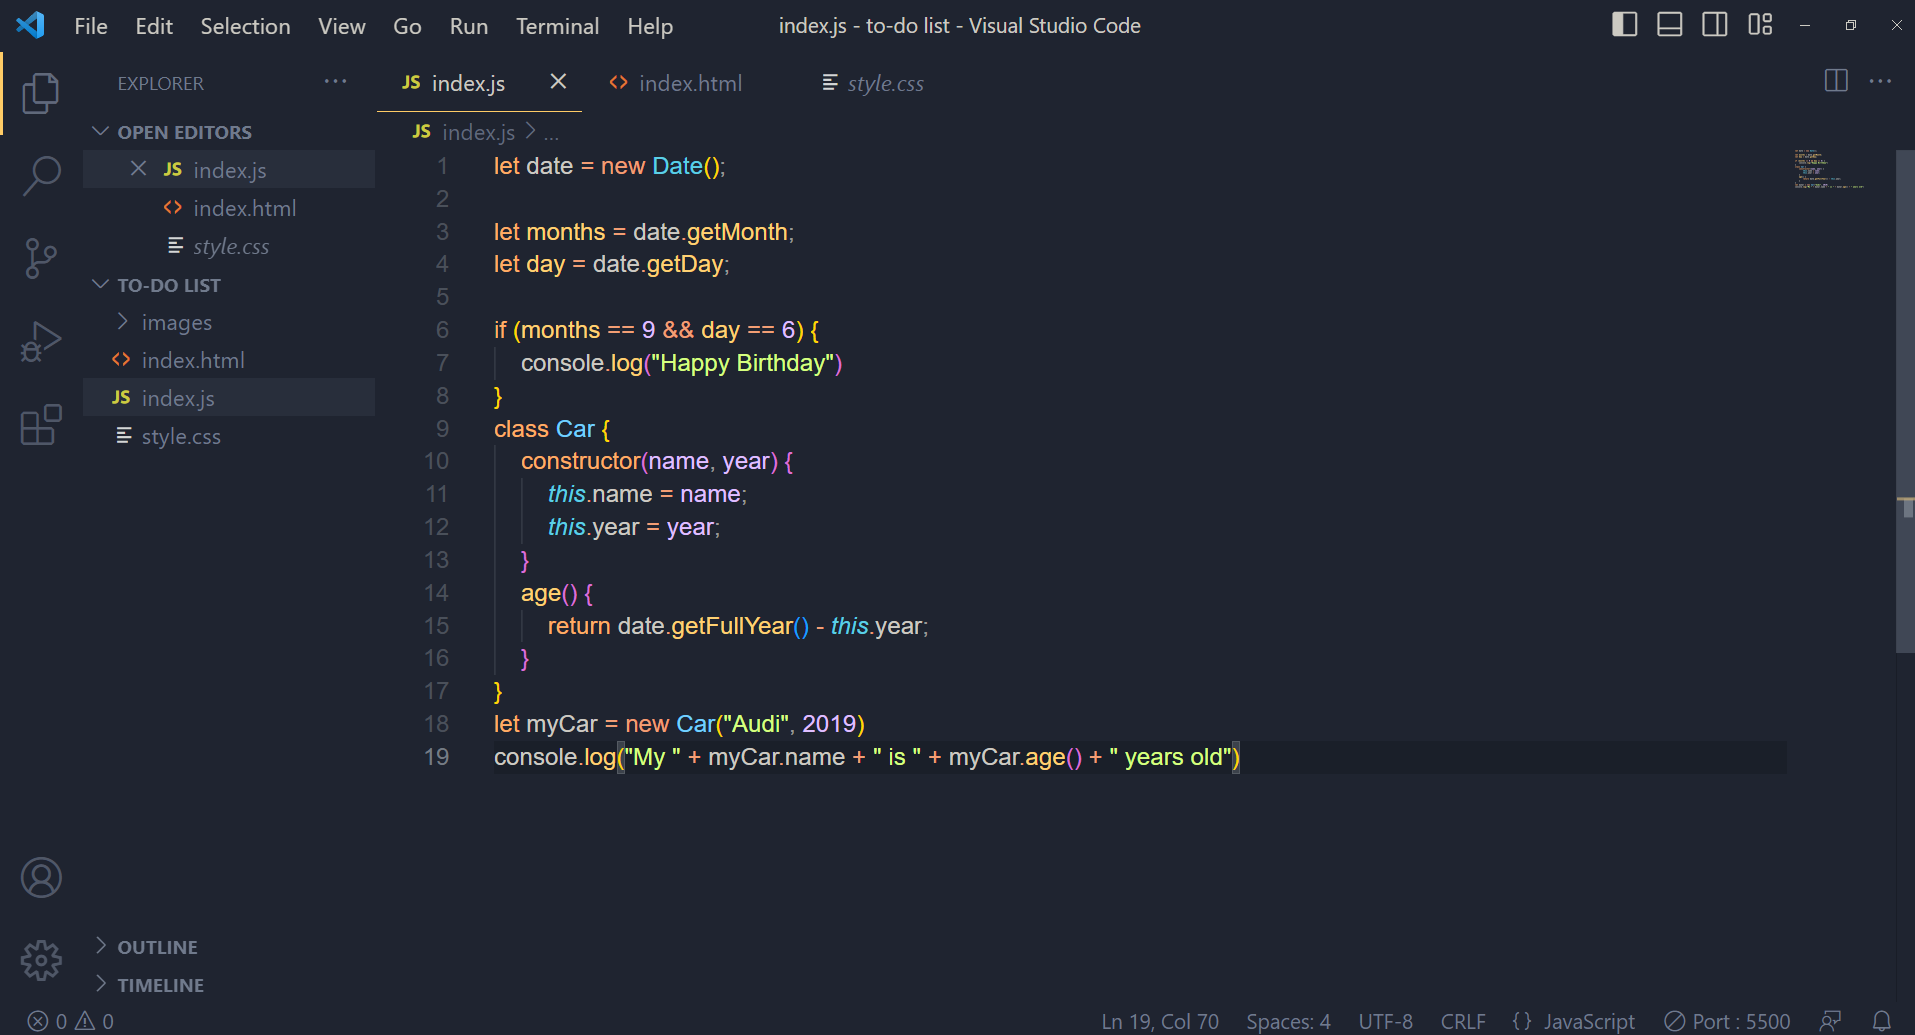 File Edit Selection View Go Run Terminal Help
index.js - to-do list - Visual Studio Code
EXPLORER
OPEN EDITORS
JS index.js
index.html
style.css
TO-DO LIST
images
index.html
JS index.js
style.css
OUTLINE
TIMELINE
JS index.js index.html style.css
JS index.js > ...
1 let date = new Date();
2
3 let months = date.getMonth;
4 let day = date.getDay;
5
6 if (months == 9 && day == 6) {
7 console.log("Happy Birthday")
8 }
9 class Car {
10 constructor(name, year) {
11 this.name = name;
12 this.year = year;
13 }
14 age() {
15 return date.getFullYear() - this.year;
16 }
17 }
18 let myCar = new Car("Audi", 2019)
19 console.log("My " + myCar.name + " is " + myCar.age() + " years old")
0 0 Ln 19, Col 70 Spaces: 4 UTF-8 CRLF {} JavaScript Port : 5500